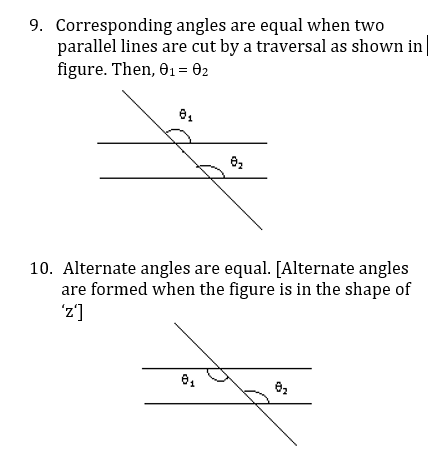 9. Corresponding angles are equal when two
parallel lines are cut by a traversal as shown in
figure. Then, θ₁ = θ₂
θ₁
θ₂
10. Alternate angles are equal. [Alternate angles
are formed when the figure is in the shape of
‘z‘]
θ₁
θ₂